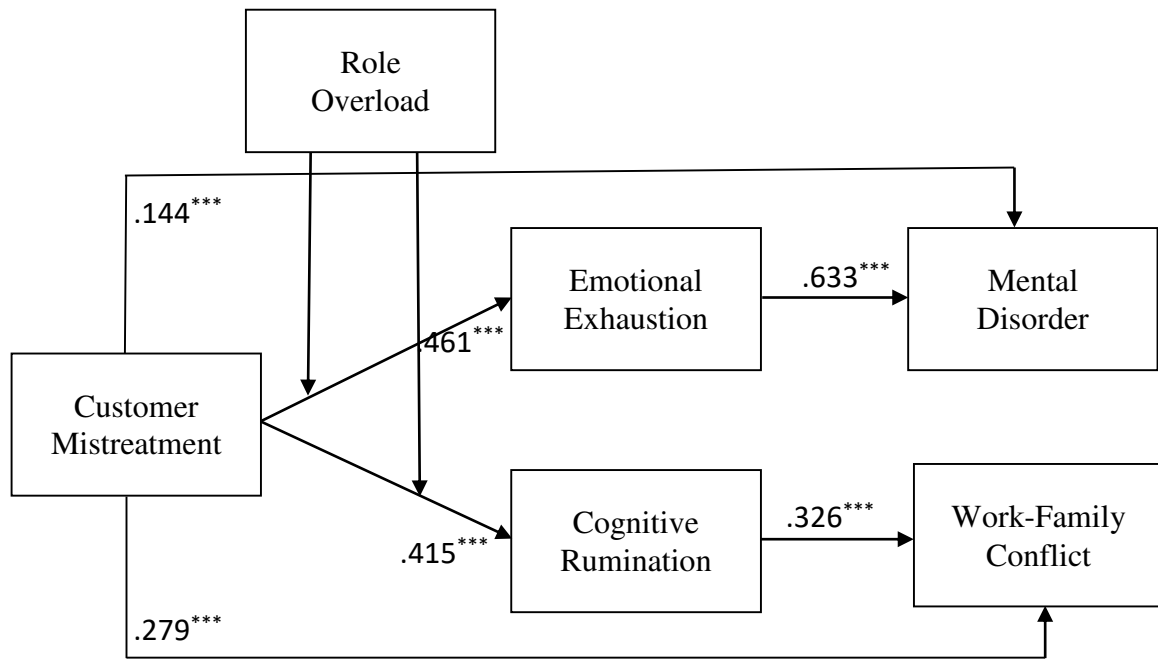 Role
Overload
.144***
Emotional
Exhaustion
.633***
Mental
Disorder
.461***
Customer
Mistreatment
.415***
Cognitive
Rumination
.326***
Work-Family
Conflict
.279***